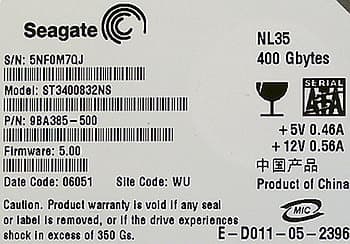 Seagate
NL35
400 Gbytes
S/N: 5NF0M7QJ
Model: ST3400832NS
P/N: 9BA385-500
Firmware: 5.00
Date Code: 06051 Site Code: WU
SERIAL
ATA
+5V 0.46A
+12V 0.56A
中国产品
Product of China
Caution. Product warranty is void if any seal
or label is removed, or if the drive experiences
shock in excess of 350 Gs.
MIC
E-D011-05-2396